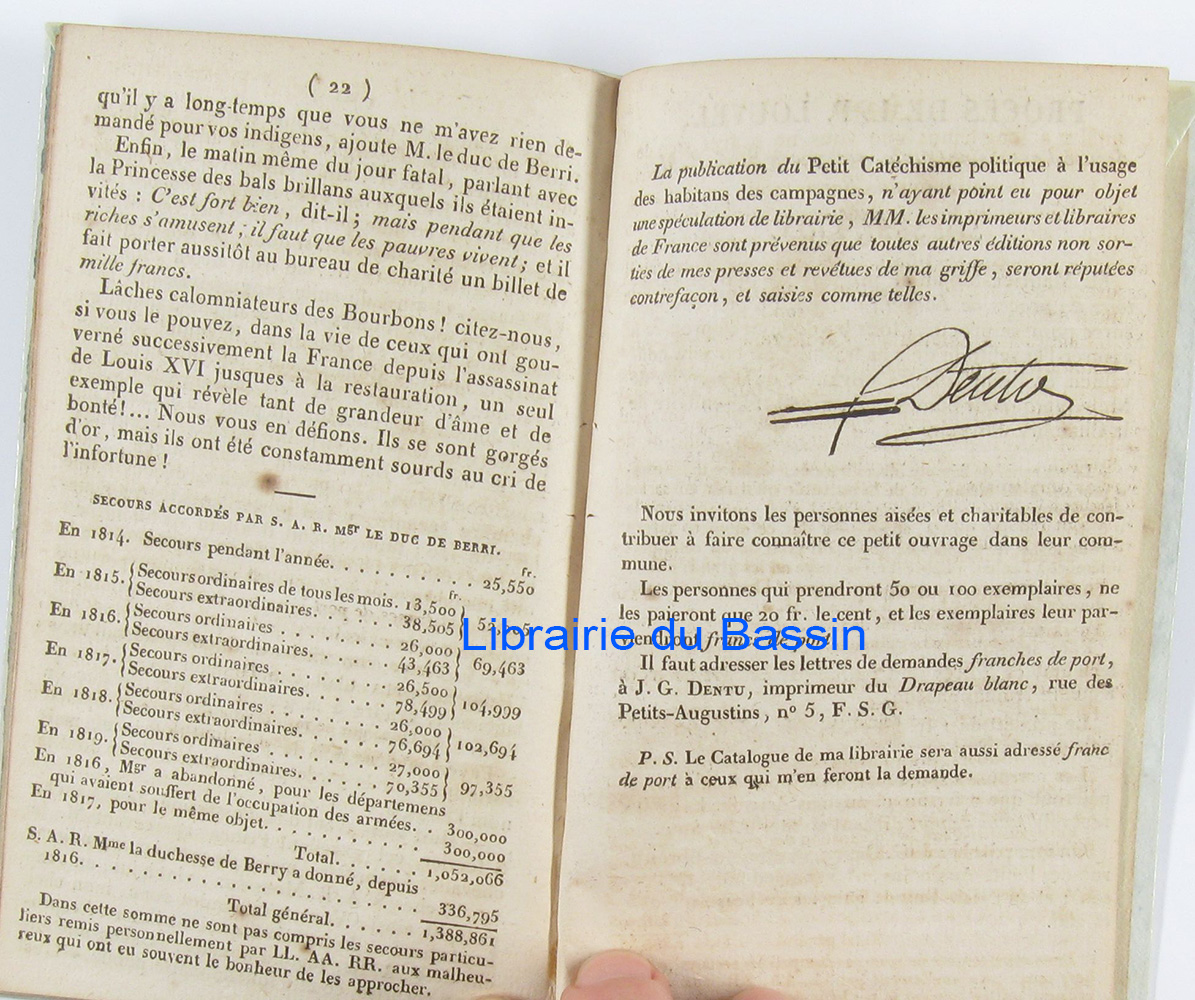 ( 22 )
qu'il y a long-temps que vous ne m'avez rien de-
mandé pour vos indigens, ajoute M. le duc de Berri.
Enfin, le matin même du jour fatal, parlant avec
la Princesse des bals brillans auxquels ils étaient in-
vités : C'est fort bien, dit-il ; mais pendant que les
riches s'amusent, il faut que les pauvres vivent ; et il
fait porter aussitôt au bureau de charité un billet de
mille francs.
Lâches calomniateurs des Bourbons ! citez-nous,
si vous le pouvez, dans la vie de ceux qui ont gou-
verné successivement la France depuis l'assassinat
de Louis XVI jusques à la restauration, un seul
exemple qui révèle tant de grandeur d'âme et de
bonté !... Nous vous en défions. Ils se sont gorgés
d'or, mais ils ont été constamment sourds au cri de
l'infortune !
SECOURS ACCORDÉS PAR S. A. R. Mgr LE DUC DE BERRI.
fr.
En 1814. Secours pendant l'année. . . . . . . . . . 25,550
fr.
En 1815. { Secours ordinaires de tous les mois. 13,500 }
{ Secours extraordinaires. . . . . . 38,505 }
En 1816. { Secours ordinaires . . . . . . . 26,000 } 69,463
{ Secours extraordinaires. . . . . . 43,463 }
En 1817. { Secours ordinaires . . . . . . . 26,500 } 104,999
{ Secours extraordinaires. . . . . . 78,499 }
En 1818. { Secours ordinaires . . . . . . . 26,000 } 102,694
{ Secours extraordinaires. . . . . . 76,694 }
En 1819. { Secours ordinaires . . . . . . . 27,000 } 97,355
{ Secours extraordinaires. . . . . . 70,355 }
En 1816, Mgr a abandonné, pour les départemens
qui avaient souffert de l'occupation des armées. . 300,000
En 1817, pour le même objet. . . . . . . . . . . 300,000
Total. . . . . . 1,052,066
S. A. R. Mme la duchesse de Berry a donné, depuis
1816. . . . . . . . . . . . . . . . . . 336,795
Total général. . . . . . 1,388,861
Dans cette somme ne sont pas compris les secours particu-
liers remis personnellement par LL. AA. RR. aux malheu-
reux qui ont eu souvent le bonheur de les approcher.
La publication du Petit Catéchisme politique à l'usage
des habitans des campagnes, n'ayant point eu pour objet
une spéculation de librairie, MM. les imprimeurs et libraires
de France sont prévenus que toutes autres éditions non sor-
ties de mes presses et revêtues de ma griffe, seront réputées
contrefaçon, et saisies comme telles.
Dentu
Nous invitons les personnes aisées et charitables de con-
tribuer à faire connaître ce petit ouvrage dans leur com-
mune.
Les personnes qui prendront 50 ou 100 exemplaires, ne
les paieront que 20 fr. le cent, et les exemplaires leur par-
viendront franc de port.
Il faut adresser les lettres de demandes franches de port,
à J. G. DENTU, imprimeur du Drapeau blanc, rue des
Petits-Augustins, n° 5, F. S. G.
P. S. Le Catalogue de ma librairie sera aussi adressé franc
de port à ceux qui m'en feront la demande.
Librairie du Bassin